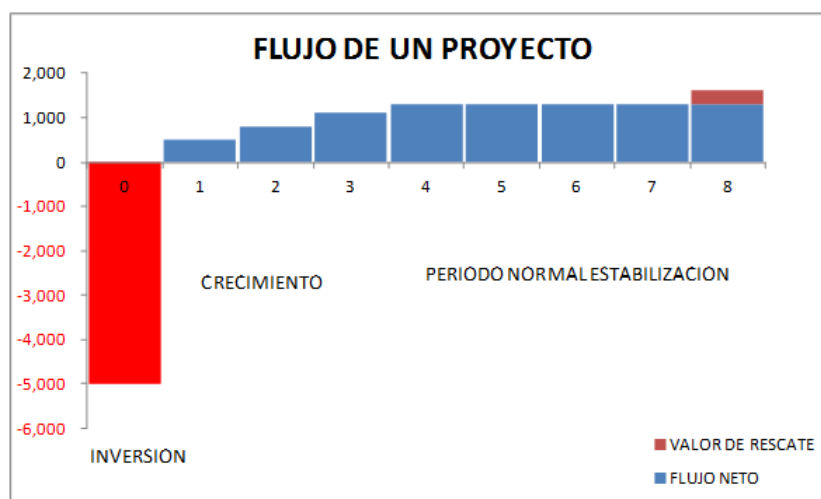 FLUJO DE UN PROYECTO
2,000
1,000
0
-1,000
-2,000
-3,000
-4,000
-5,000
-6,000
0 1 2 3 4 5 6 7 8
CRECIMIENTO
PERIODO NORMAL ESTABILIZACION
INVERSION
VALOR DE RESCATE
FLUJO NETO